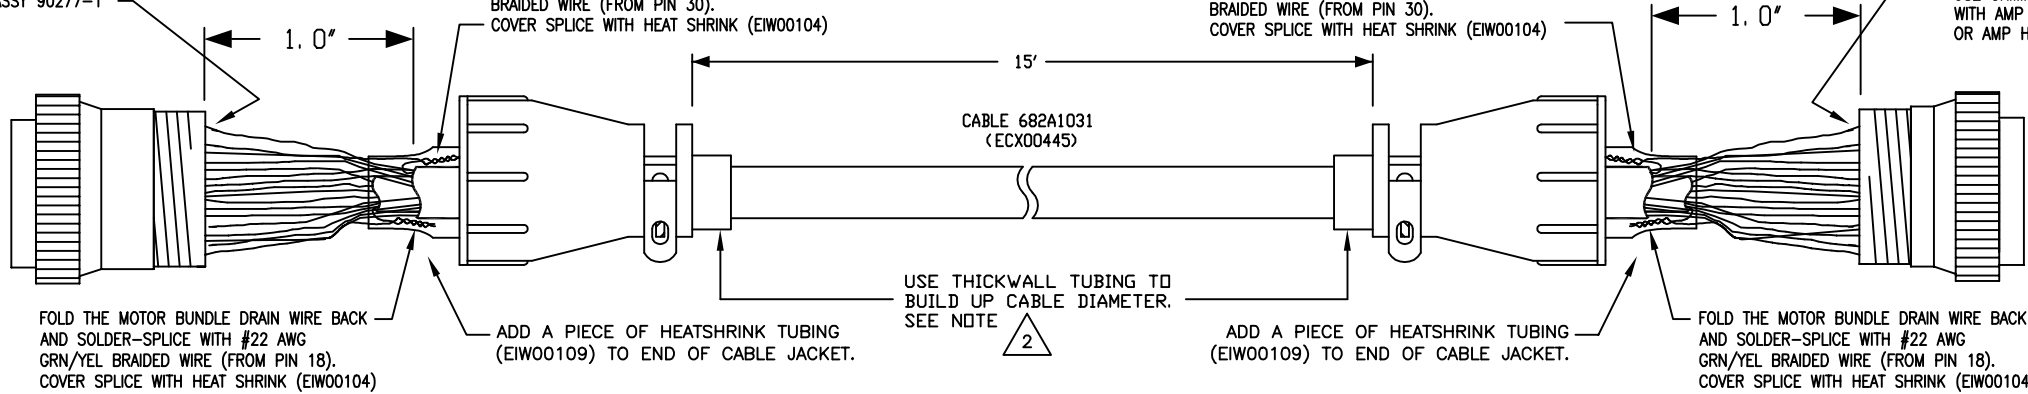 ASSY 90277-1
1.0"
BRAIDED WIRE (FROM PIN 30).
COVER SPLICE WITH HEAT SHRINK (EIW00104)
15'
BRAIDED WIRE (FROM PIN 30).
COVER SPLICE WITH HEAT SHRINK (EIW00104)
1.0"
WITH AMP
OR AMP H
CABLE 682A1031
(ECX00445)
USE THICKWALL TUBING TO
BUILD UP CABLE DIAMETER.
SEE NOTE
2
FOLD THE MOTOR BUNDLE DRAIN WIRE BACK
AND SOLDER-SPLICE WITH #22 AWG
GRN/YEL BRAIDED WIRE (FROM PIN 18).
COVER SPLICE WITH HEAT SHRINK (EIW00104)
ADD A PIECE OF HEATSHRINK TUBING
(EIW00109) TO END OF CABLE JACKET.
ADD A PIECE OF HEATSHRINK TUBING
(EIW00109) TO END OF CABLE JACKET.
FOLD THE MOTOR BUNDLE DRAIN WIRE BACK
AND SOLDER-SPLICE WITH #22 AWG
GRN/YEL BRAIDED WIRE (FROM PIN 18).
COVER SPLICE WITH HEAT SHRINK (EIW00104